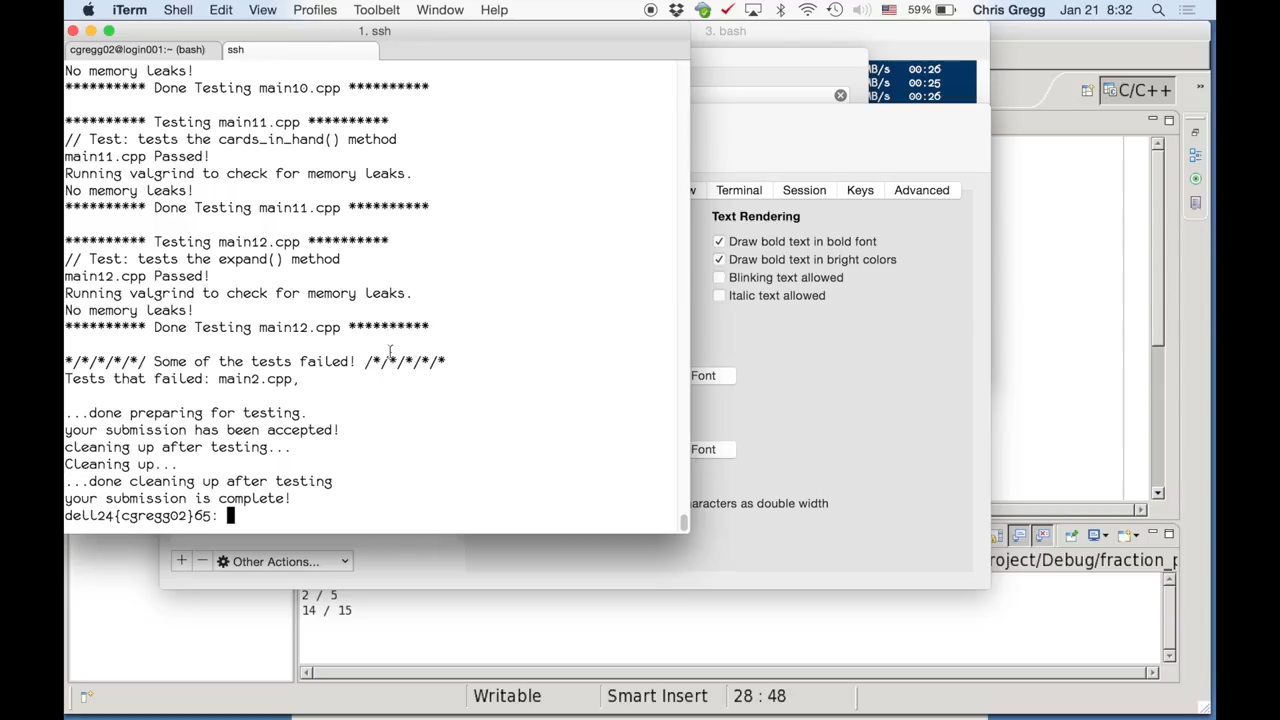 iTerm Shell Edit View Profiles Toolbelt Window Help 59% Chris Gregg Jan 21 8:32
1. ssh
3. bash
cgregg02@login001:~ (bash)
ssh
No memory leaks!
********** Done Testing main10.cpp **********
********** Testing main11.cpp **********
// Test: tests the cards_in_hand() method
main11.cpp Passed!
Running valgrind to check for memory leaks.
No memory leaks!
********** Done Testing main11.cpp **********
********** Testing main12.cpp **********
// Test: tests the expand() method
main12.cpp Passed!
Running valgrind to check for memory leaks.
No memory leaks!
********** Done Testing main12.cpp **********
*/*/*/*/*/ Some of the tests failed! /*/*/*/*/*
Tests that failed: main2.cpp,
...done preparing for testing.
your submission has been accepted!
cleaning up after testing...
Cleaning up...
...done cleaning up after testing
your submission is complete!
dell24{cgregg02}65:
MB/s 00:26
MB/s 00:25
MB/s 00:26
C/C++
w Terminal Session Keys Advanced
Text Rendering
Draw bold text in bold font
Draw bold text in bright colors
Blinking text allowed
Italic text allowed
Font
Font
aracters as double width
+ − Other Actions...
roject/Debug/fraction_p
2 / 5
14 / 15
Writable Smart Insert 28 : 48